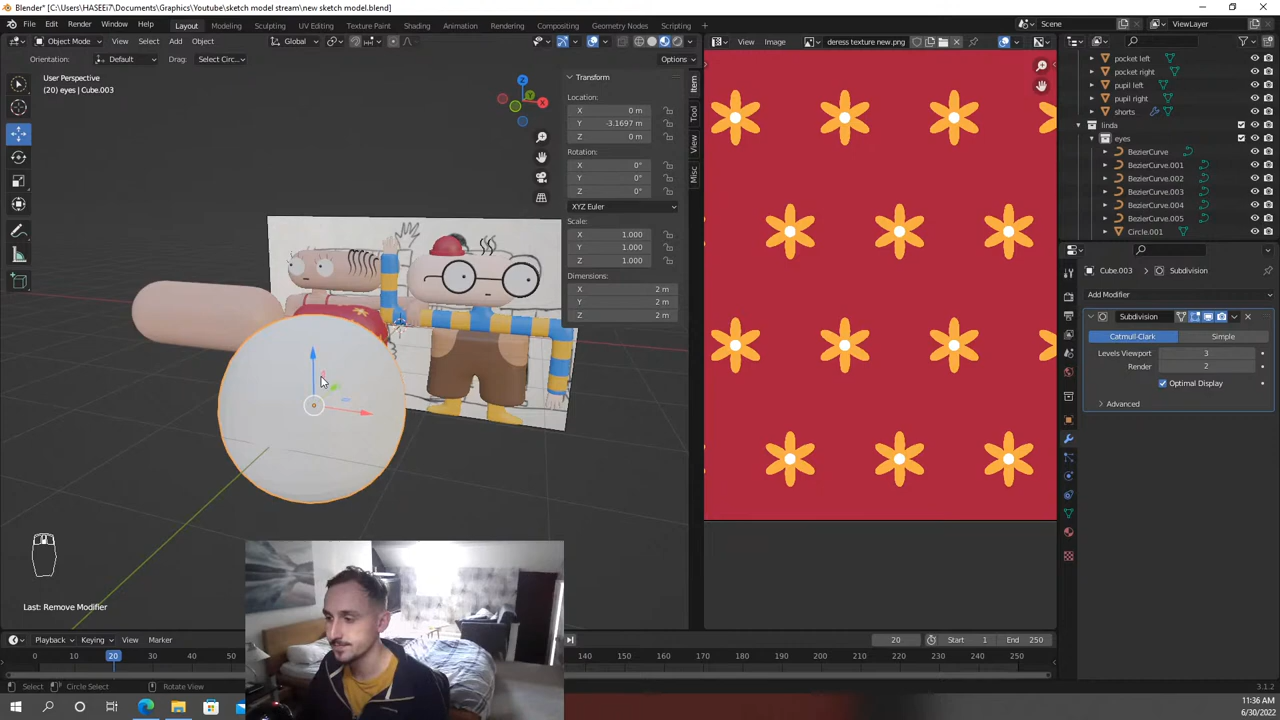 Blender* [C:\Users\HASEEi7\Documents\Graphics\Youtube\sketch model stream\new sketch model.blend]
File Edit Render Window Help Layout Modeling Sculpting UV Editing Texture Paint Shading Animation Rendering Compositing Geometry Nodes Scripting + Scene ViewLayer
Object Mode View Select Add Object Global
View Image deress texture new.png
Orientation: Default Drag: Select Circ... Options
User Perspective
(20) eyes | Cube.003
Transform
Location:
X 0 m
Y -3.1697 m
Z 0 m
Rotation:
X 0°
Y 0°
Z 0°
XYZ Euler
Scale:
X 1.000
Y 1.000
Z 1.000
Dimensions:
X 2 m
Y 2 m
Z 2 m
Item
Tool
View
Misc
pocket left
pocket right
pupil left
pupil right
shorts
linda
eyes
BezierCurve
BezierCurve.001
BezierCurve.002
BezierCurve.003
BezierCurve.004
BezierCurve.005
Circle.001
Cube.003 Subdivision
Add Modifier
Subdivision
Catmull-Clark Simple
Levels Viewport 3
Render 2
Optimal Display
Advanced
Last: Remove Modifier
Playback Keying View Marker 20 Start 1 End 250
0 20 30 40 50 140 150 160 170 180 190 200 210 220 230 240 250
Select Circle Select Rotate View 3.1.2
11:36 AM
6/30/2022